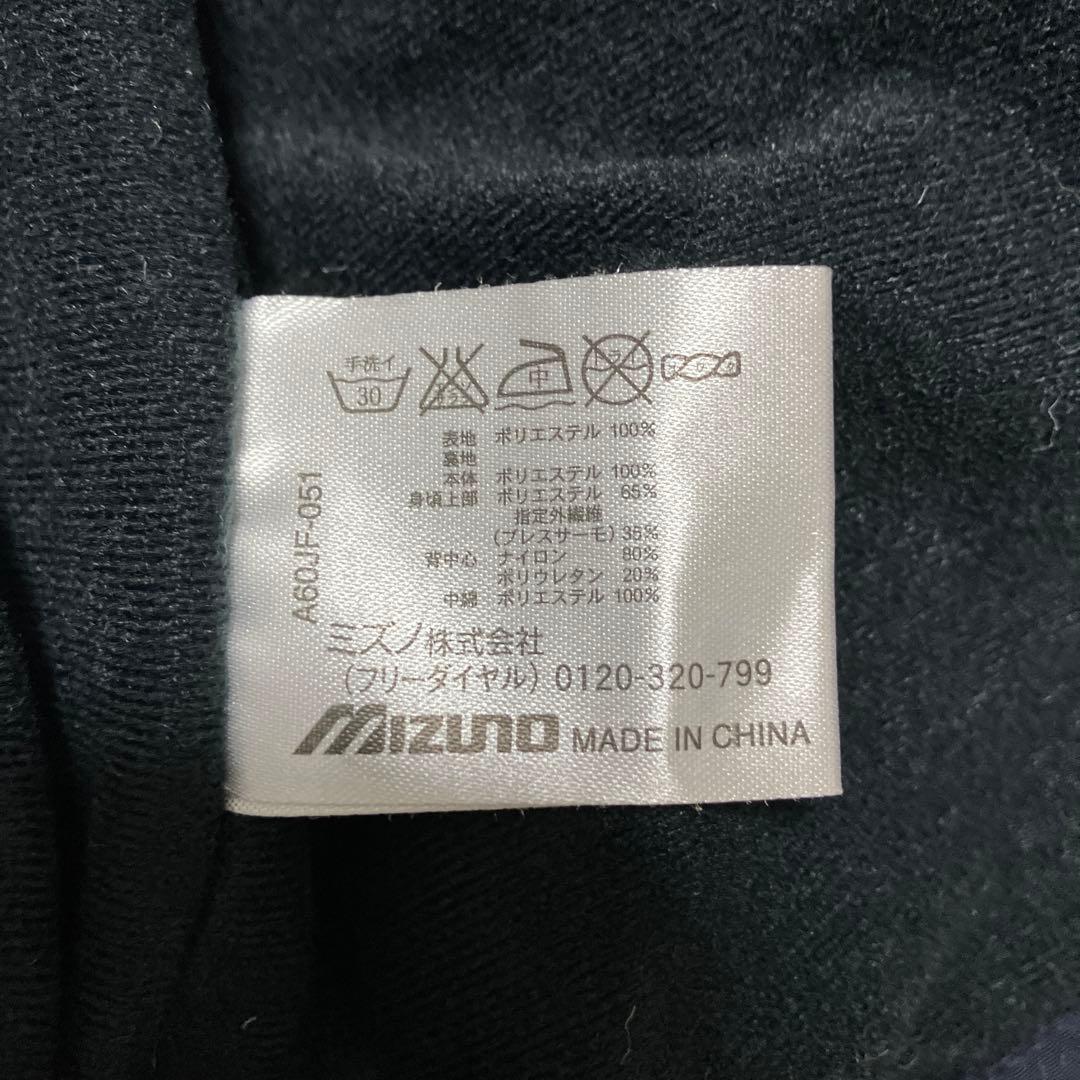 手洗イ
30
中
表地 ポリエステル 100%
裏地
本体 ポリエステル 100%
身頃上部 ポリエステル 65%
指定外繊維
(ブレスサーモ) 35%
背中心 ナイロン 80%
ポリウレタン 20%
中綿 ポリエステル 100%
A60JF-051
ミズノ株式会社
(フリーダイヤル) 0120-320-799
MIZUNO MADE IN CHINA